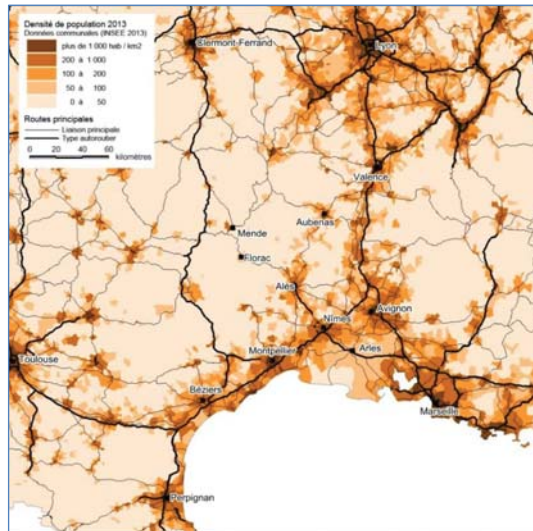 Densité de population 2013
Données communales (INSEE 2013)
plus de 1 000 hab / km2
200 à 1 000
100 à 200
50 à 100
0 à 50
Routes principales
Liaison principale
Type autoroutier
0 20 40 60
kilomètres
Clermont-Ferrand
Lyon
Valence
Aubenas
Mende
Florac
Alès
Avignon
Nîmes
Arles
Toulouse
Montpellier
Béziers
Marseille
Perpignan